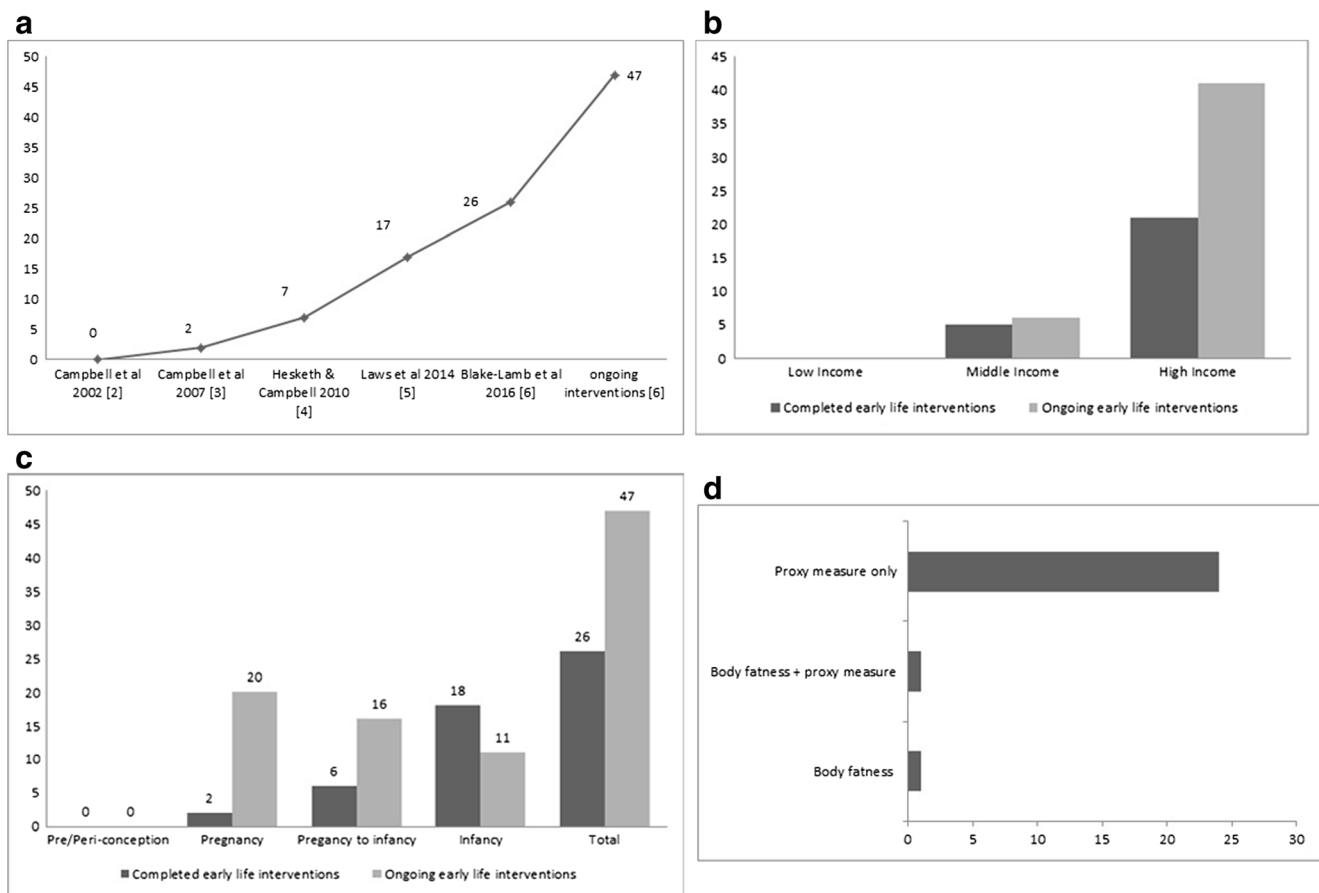 a
50
45
40
35
30
25
20
15
10
5
0
0
2
7
17
26
47
Campbell et al
2002 [2]
Campbell et al
2007 [3]
Hesketh &
Campbell 2010
[4]
Laws et al 2014
[5]
Blake-Lamb et al
2016 [6]
ongoing
interventions [6]
b
45
40
35
30
25
20
15
10
5
0
Low Income
Middle Income
High Income
Completed early life interventions
Ongoing early life interventions
c
50
45
40
35
30
25
20
15
10
5
0
0
0
2
20
6
16
18
11
26
47
Pre/Peri-conception
Pregnancy
Pregancy to infancy
Infancy
Total
Completed early life interventions
Ongoing early life interventions
d
Proxy measure only
Body fatness + proxy measure
Body fatness
0
5
10
15
20
25
30